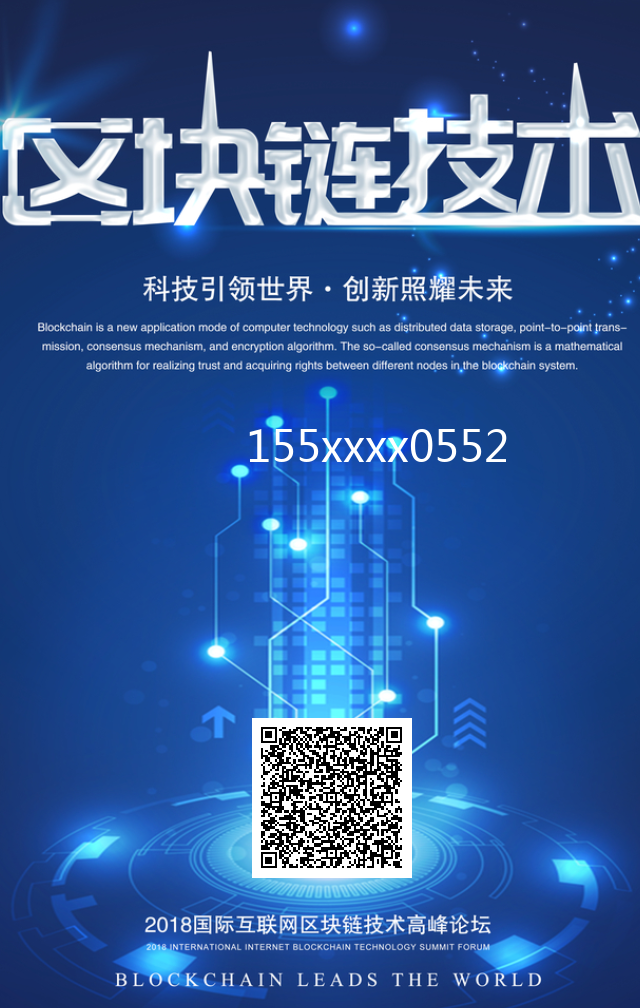 区块链技术
科技引领世界·创新照耀未来
Blockchain is a new application mode of computer technology such as distributed data storage, point-to-point trans-
mission, consensus mechanism, and encryption algorithm. The so-called consensus mechanism is a mathematical
algorithm for realizing trust and acquiring rights between different nodes in the blockchain system.
155xxxx0552
2018国际互联网区块链技术高峰论坛
2018 INTERNATIONAL INTERNET BLOCKCHAIN TECHNOLOGY SUMMIT FORUM
BLOCKCHAIN LEADS THE WORLD